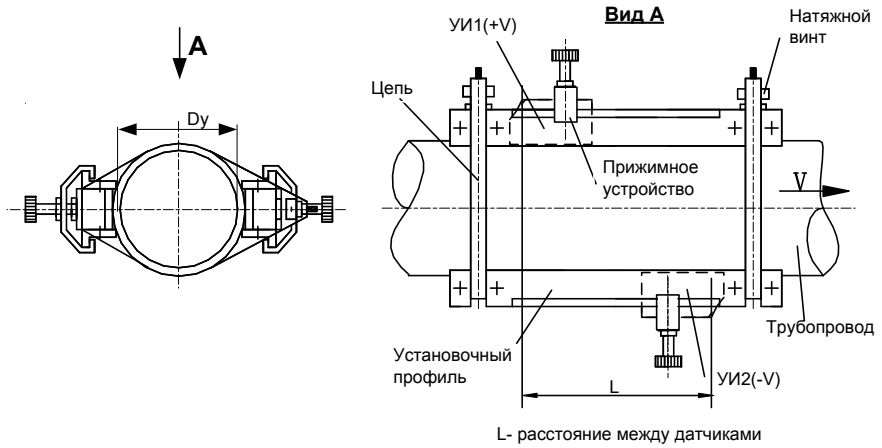 Вид А
УИ1(+V)
Натяжной
винт
А
Цепь
Dy
Прижимное
устройство
V
Трубопровод
Установочный
профиль
УИ2(-V)
L
L- расстояние между датчиками